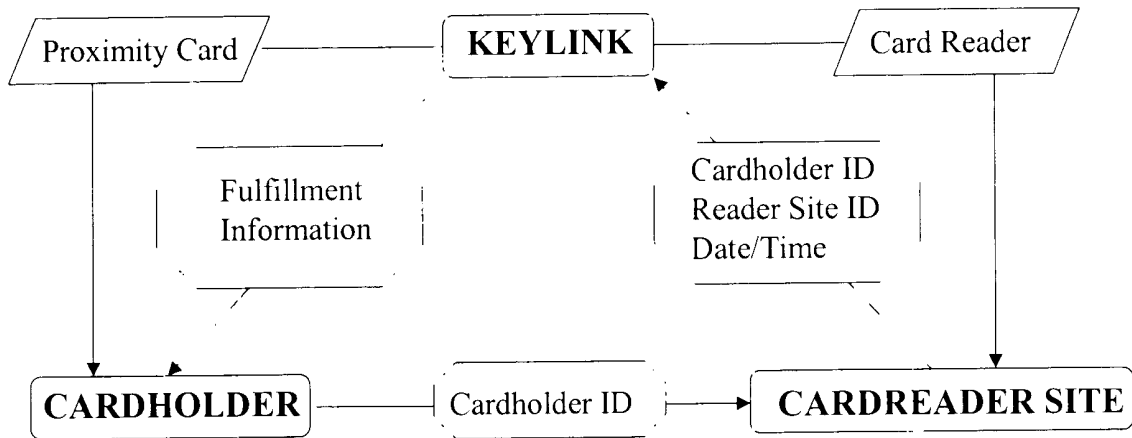 Proximity Card
KEYLINK
Card Reader
Fulfillment
Information
Cardholder ID
Reader Site ID
Date/Time
CARDHOLDER
Cardholder ID
CARDREADER SITE